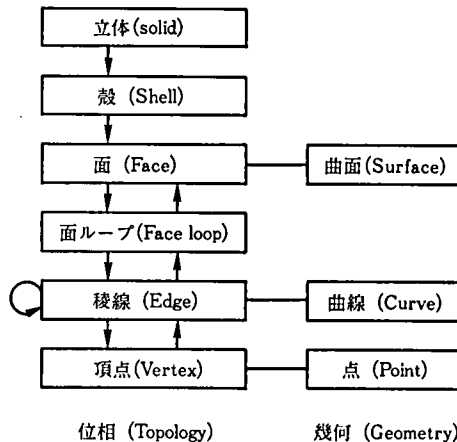 立体(solid)
殻 (Shell)
面 (Face)
曲面(Surface)
面ループ(Face loop)
稜線 (Edge)
曲線 (Curve)
頂点(Vertex)
点 (Point)
位相 (Topology)
幾何 (Geometry)